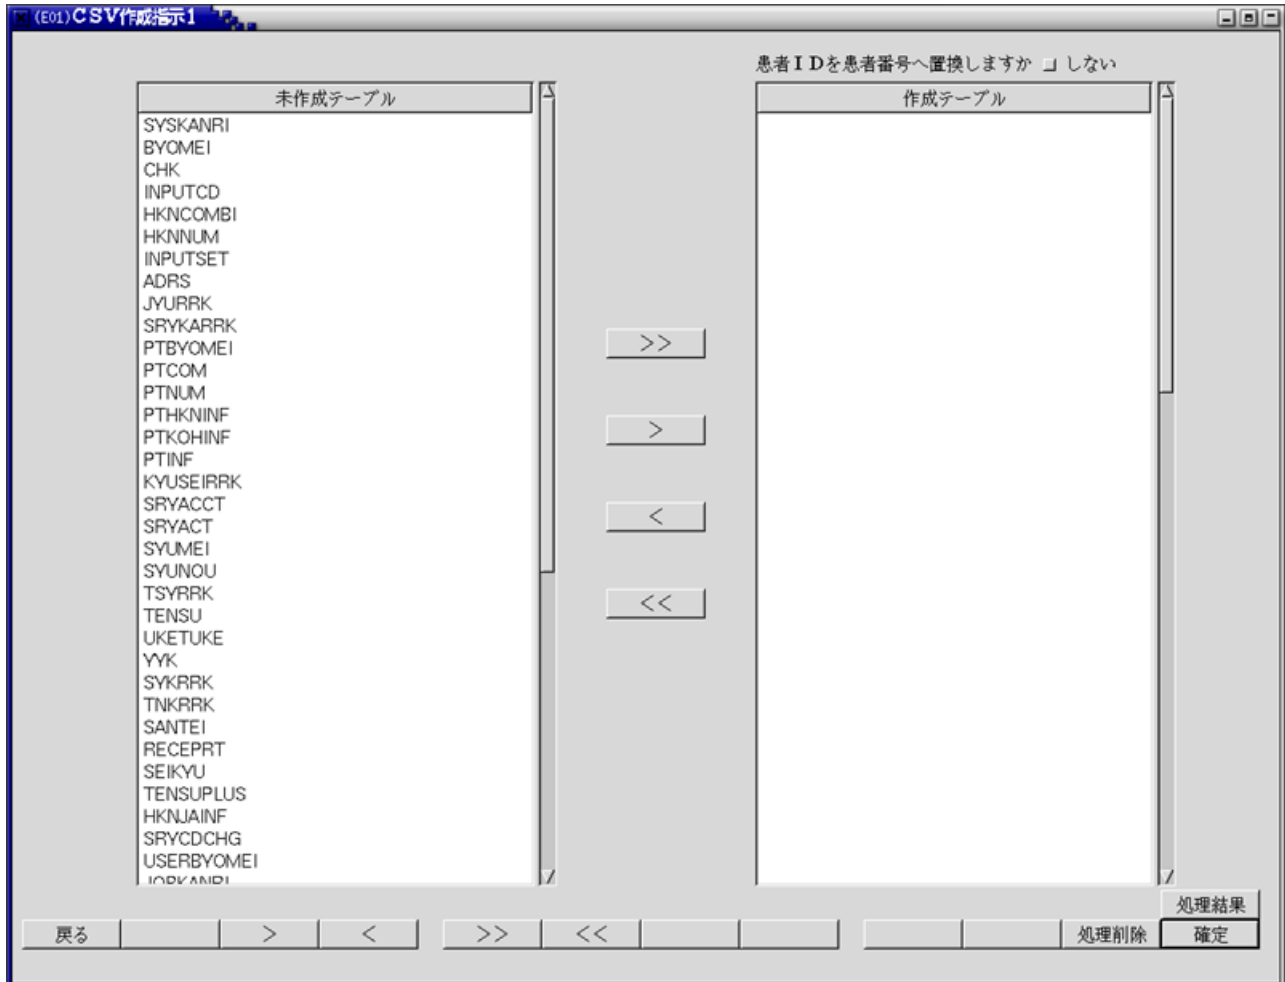 (E01)CSV作成指示1
患者IDを患者番号へ置換しますか しない
未作成テーブル
作成テーブル
SYSKANRI
BYOMEI
CHK
INPUTCD
HKNCOMBI
HKNNUM
INPUTSET
ADRS
JYURRK
SRYKARRK
PTBYOMEI
PTCOM
PTNUM
PTHKNINF
PTKOHINF
PTINF
KYUSEIRRK
SRYACCT
SRYACT
SYUMEI
SYUNOU
TSYRRK
TENSU
UKETUKE
YYK
SYKRRK
TNKRRK
SANTEI
RECEPRT
SEIKYU
TENSUPLUS
HKNJAINF
SRYCDCHG
USERBYOMEI
JOBKANRI
>>
>
<
<<
処理結果
戻る > < >> << 処理削除 確定